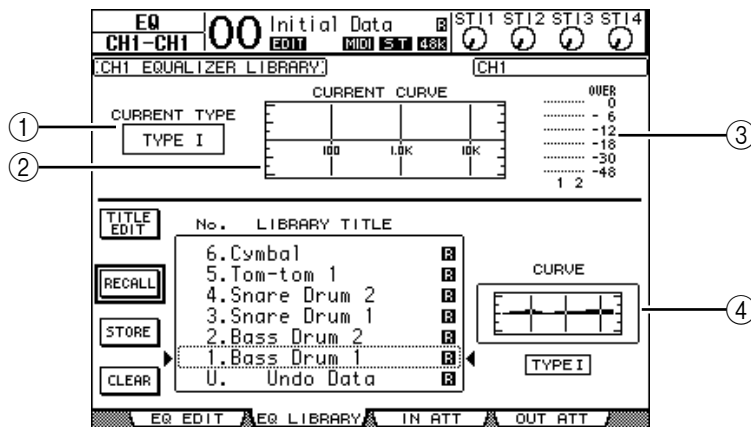 EQ
CH1-CH1
00 Initial Data R
EDIT MIDI ST 48K
STI1 STI2 STI3 STI4
CH1 EQUALIZER LIBRARY
CH1
CURRENT TYPE
TYPE I
CURRENT CURVE
100 1.0K 10K
OVER
0
-6
-12
-18
-30
-48
1 2
1
2
3
4
TITLE EDIT
RECALL
STORE
CLEAR
No. LIBRARY TITLE
6.Cymbal R
5.Tom-tom 1 R
4.Snare Drum 2 R
3.Snare Drum 1 R
2.Bass Drum 2 R
1.Bass Drum 1 R
U. Undo Data R
CURVE
TYPE I
EQ EDIT EQ LIBRARY IN ATT OUT ATT